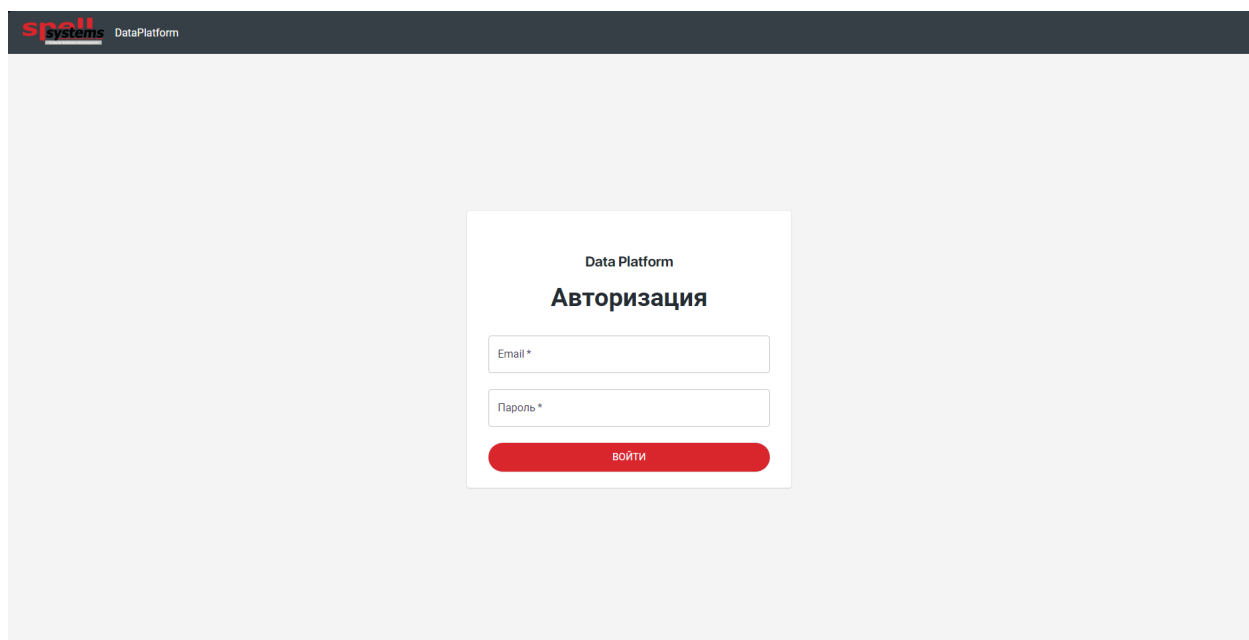 spell
systems
DataPlatform
Data Platform
Авторизация
Email *
Пароль *
ВОЙТИ